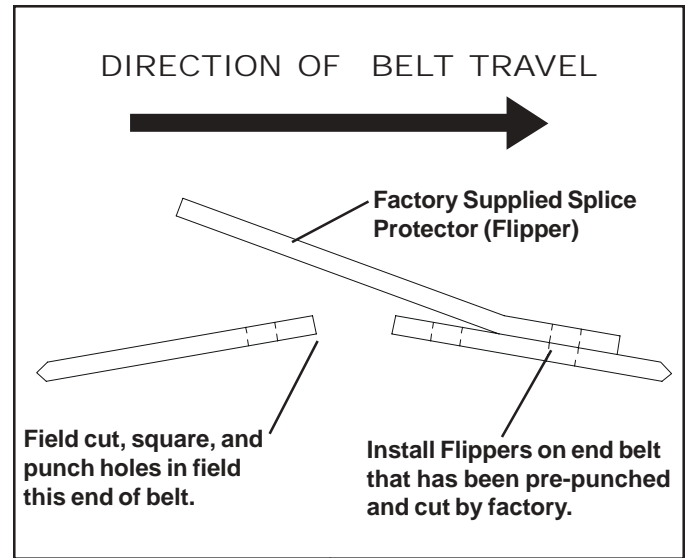 DIRECTION OF BELT TRAVEL
Factory Supplied Splice
Protector (Flipper)
Field cut, square, and
punch holes in field
this end of belt.
Install Flippers on end belt
that has been pre-punched
and cut by factory.